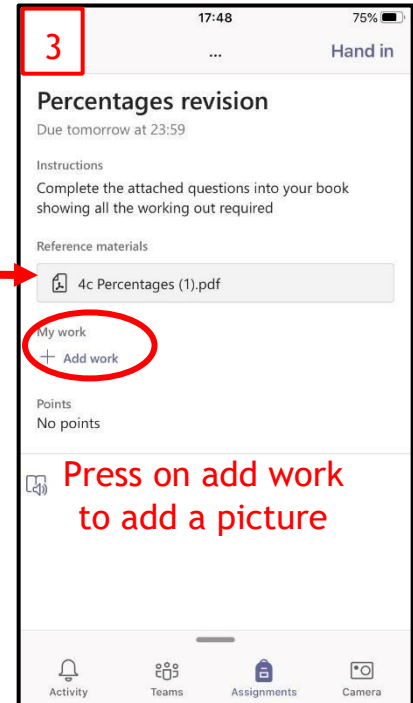 17:48
75%
3
...
Hand in
Percentages revision
Due tomorrow at 23:59
Instructions
Complete the attached questions into your book
showing all the working out required
Reference materials
4c Percentages (1).pdf
My work
+ Add work
Points
No points
Press on add work
to add a picture
Activity
Teams
Assignments
Camera